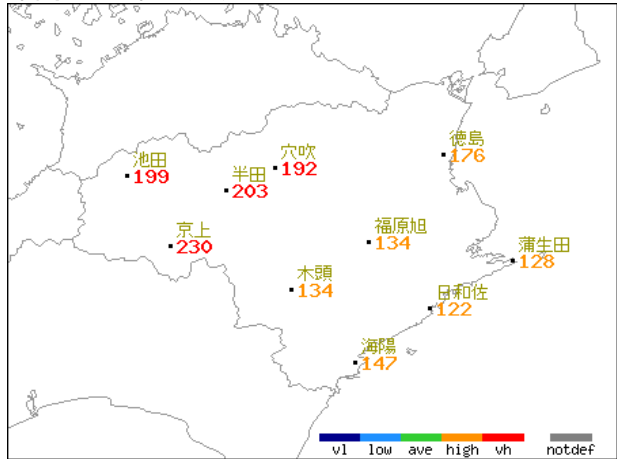 徳島
176
穴吹
192
池田
199
半田
203
京上
230
福原旭
134
蒲生田
128
木頭
134
日和佐
122
海陽
147
vl low ave high vh notdef